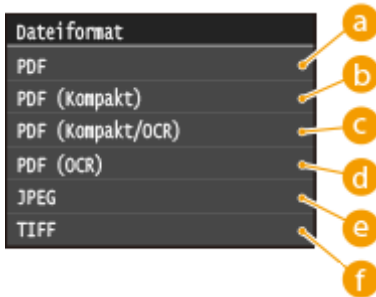 Dateiformat
a
PDF
b
PDF (Kompakt)
c
PDF (Kompakt/OCR)
d
PDF (OCR)
e
JPEG
f
TIFF